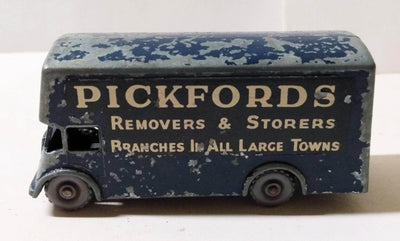 PICKFORDS
REMOVERS & STORERS
BRANCHES IN ALL LARGE TOWNS